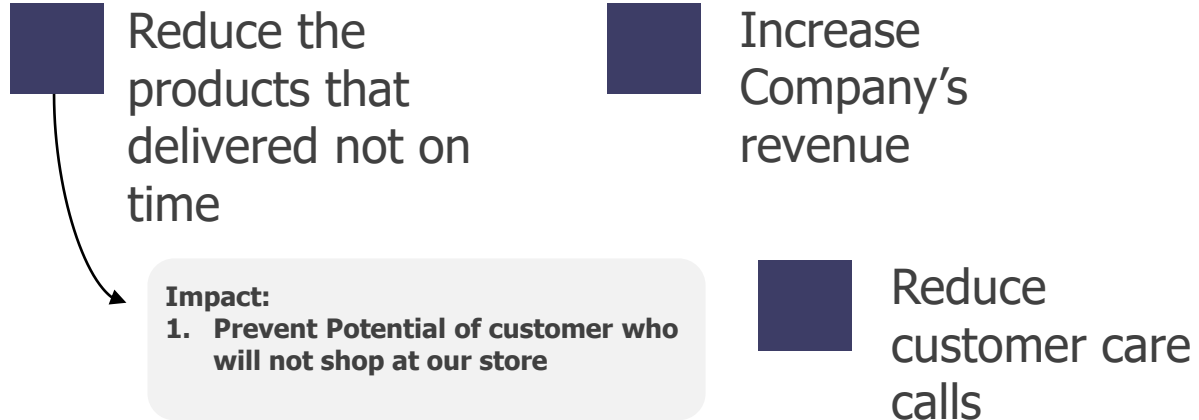 Reduce the
products that
delivered not on
time
Increase
Company’s
revenue
Impact:
1. Prevent Potential of customer who
will not shop at our store
Reduce
customer care
calls